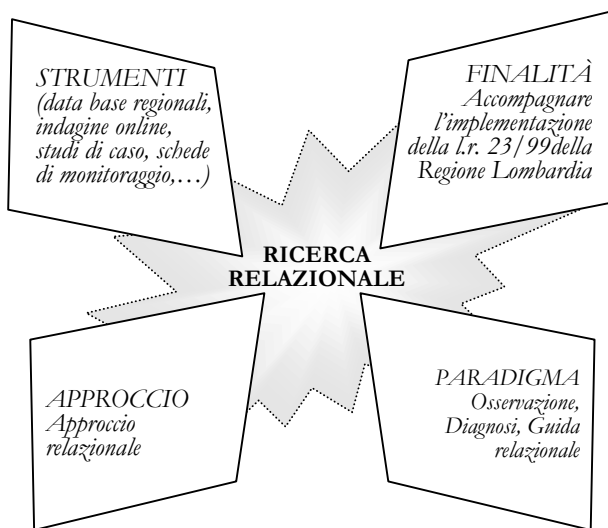 STRUMENTI
(data base regionali,
indagine online,
studi di caso, schede
di monitoraggio,…)
FINALITÀ
Accompagnare
l'implementazione
della l.r. 23/99della
Regione Lombardia
RICERCA
RELAZIONALE
APPROCCIO
Approccio
relazionale
PARADIGMA
Osservazione,
Diagnosi, Guida
relazionale